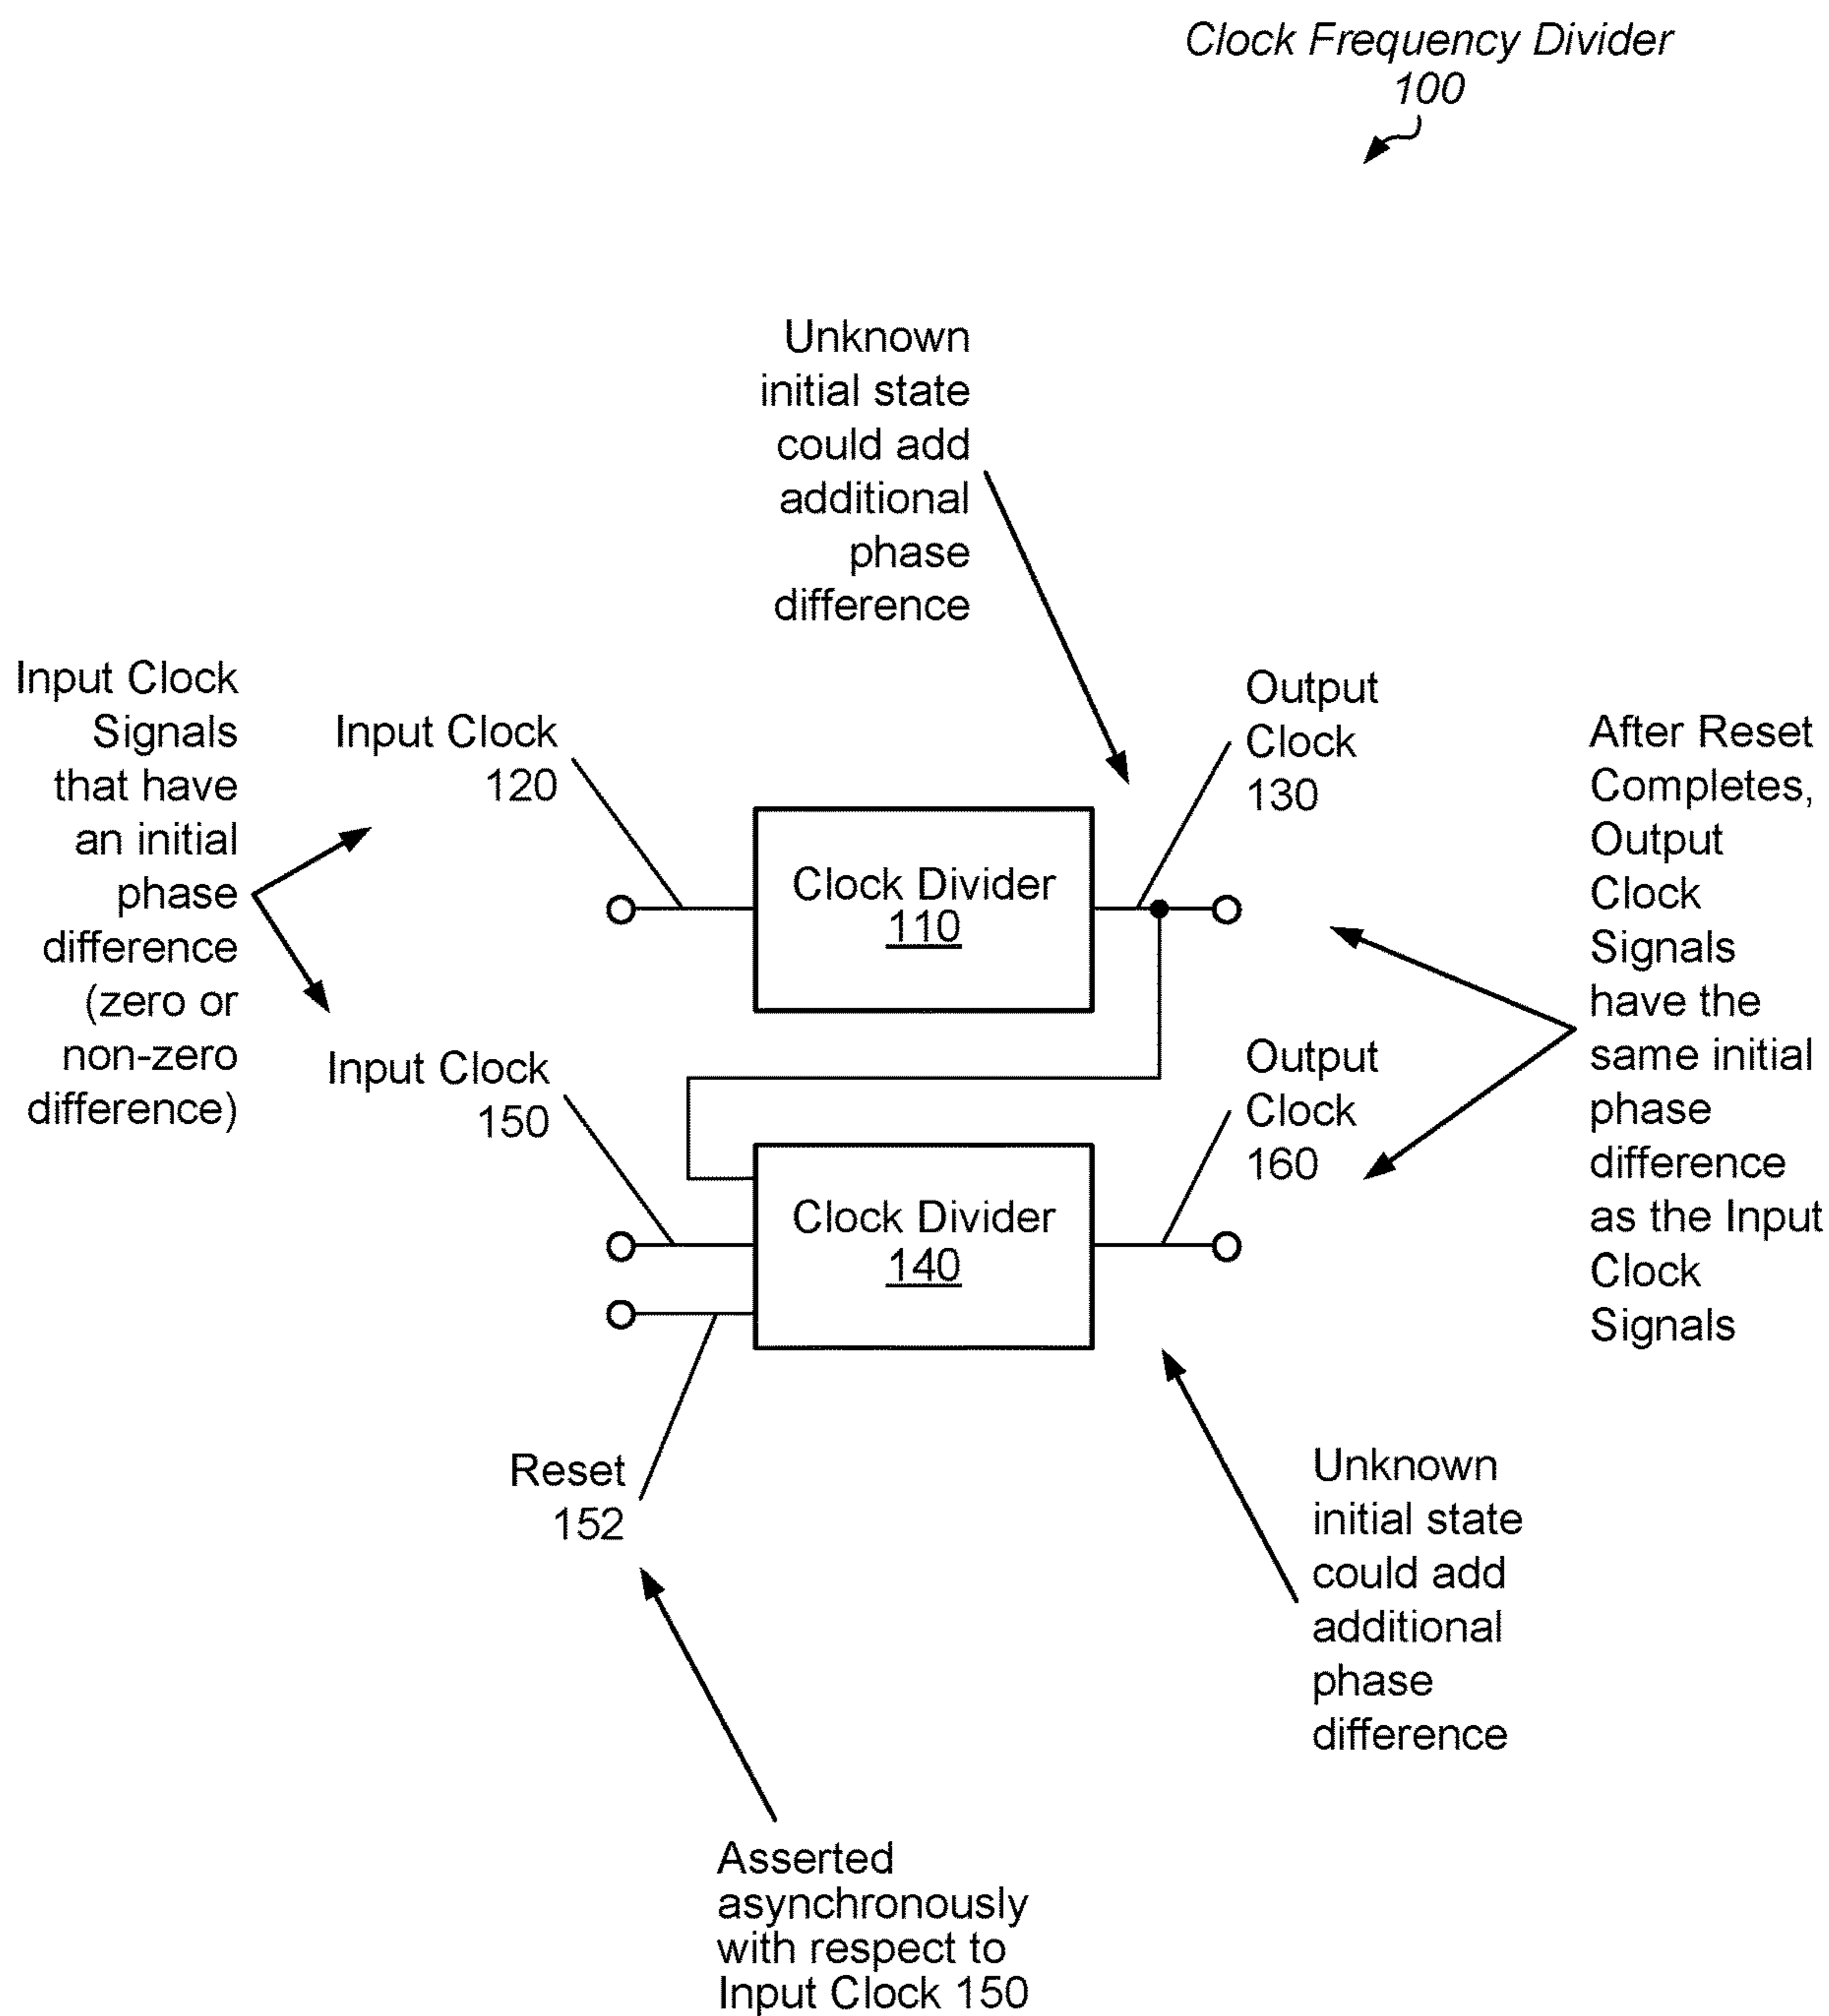 Clock Frequency Divider
100
Unknown
initial state
could add
additional
phase
difference
Input Clock
Signals
that have
an initial
phase
difference
(zero or
non-zero
difference)
Input Clock
120
Output
Clock
130
Clock Divider
110
After Reset
Completes,
Output
Clock
Signals
have the
same initial
phase
difference
as the Input
Clock
Signals
Input Clock
150
Output
Clock
160
Clock Divider
140
Reset
152
Unknown
initial state
could add
additional
phase
difference
Asserted
asynchronously
with respect to
Input Clock 150